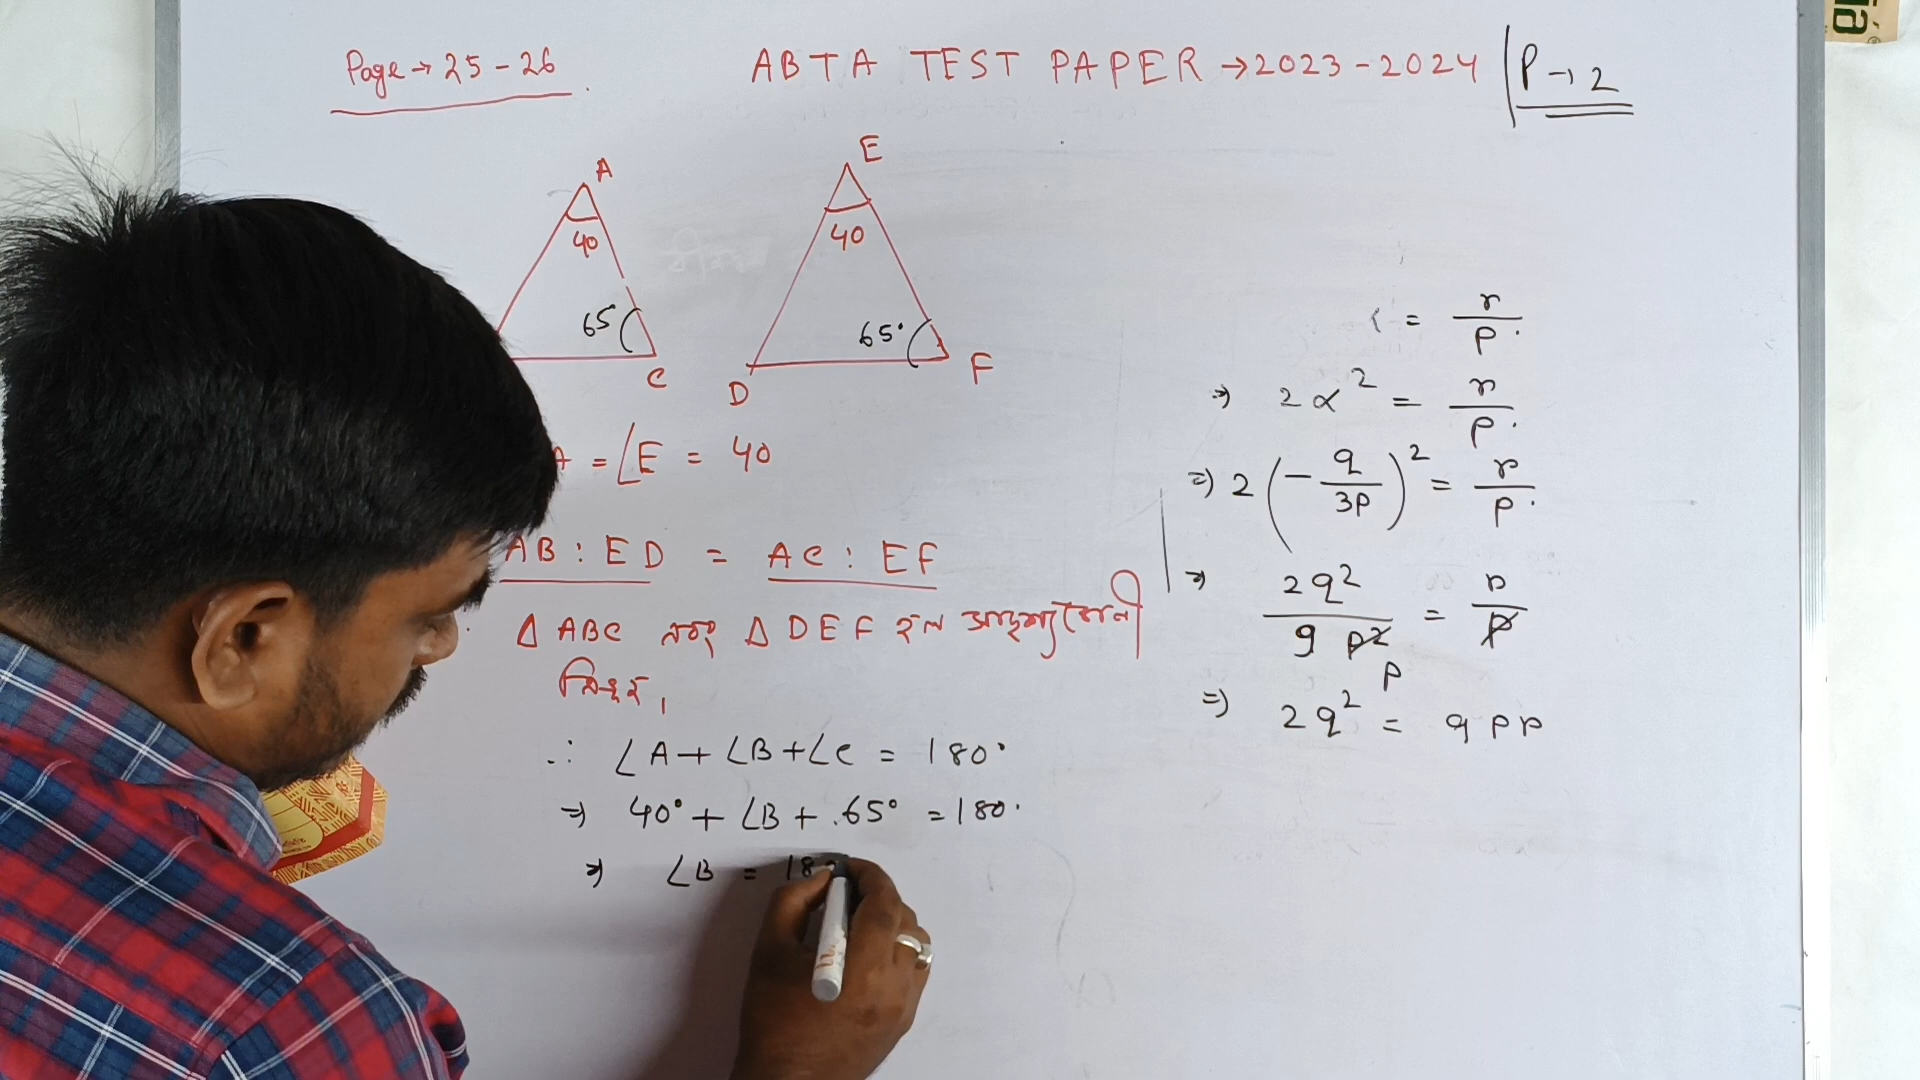 Page → 25-26
ABTA TEST PAPER → 2023-2024 | P → 2
A
40
65
C
E
40
65°
D
F
A = ∠E = 40
AB : ED = AC : EF
△ ABC এবং △ DEF হল সদৃশকোনী
ত্রিভুজ,
∴ ∠A + ∠B + ∠C = 180°
⇒ 40° + ∠B + 65° = 180°
⇒ ∠B = 180
= r/p
⇒ 2α² = r/p
⇒ 2(-q/3p)² = r/p
⇒ 2q²/9p² = r/p
p
⇒ 2q² = 9pr